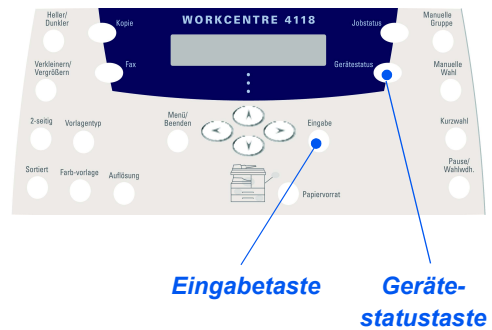 Heller/
Dunkler
Kopie
WORKCENTRE 4118
Jobstatus
Manuelle
Gruppe
Verkleinern/
Vergrößern
Fax
Gerätestatus
Manuelle
Wahl
2-seitig
Vorlagentyp
Menü/
Beenden
Eingabe
Kurzwahl
Sortiert
Farb-vorlage
Auflösung
Papiervorrat
Pause/
Wahlwdh.
Eingabetaste
Geräte-
statustaste